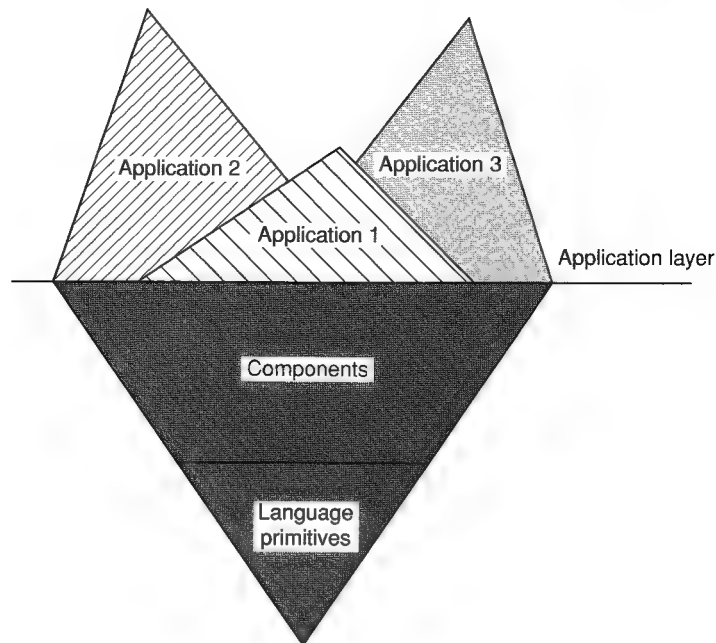 Application 2
Application 3
Application 1
Application layer
Components
Language
primitives